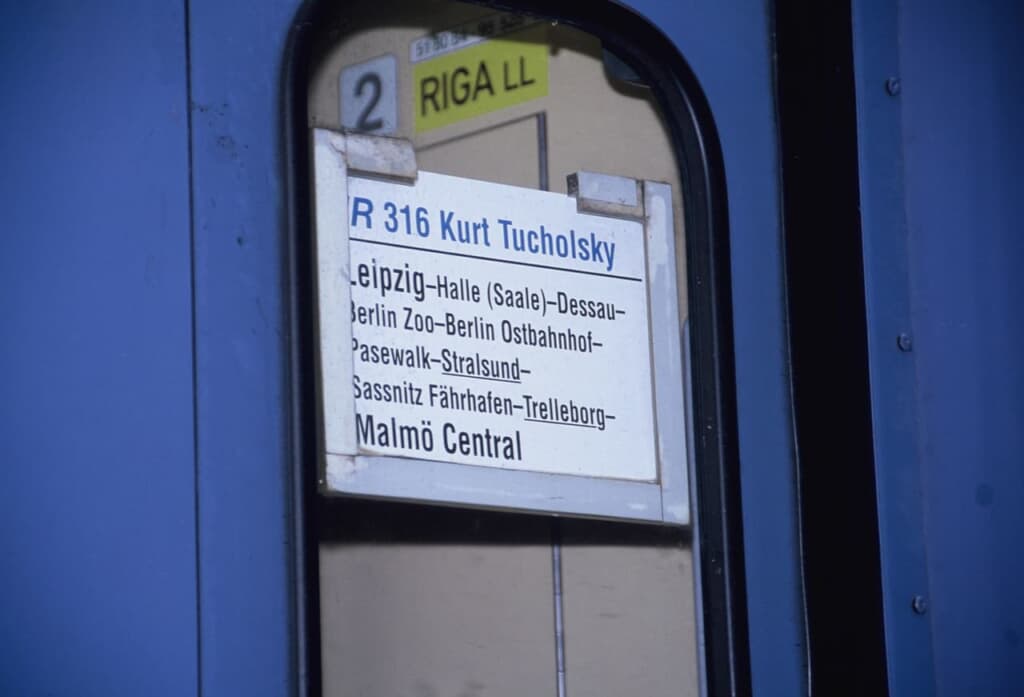 2
RIGA LL
R 316 Kurt Tucholsky
Leipzig–Halle (Saale)–Dessau–
Berlin Zoo–Berlin Ostbahnhof–
Pasewalk–Stralsund–
Sassnitz Fährhafen–Trelleborg–
Malmö Central